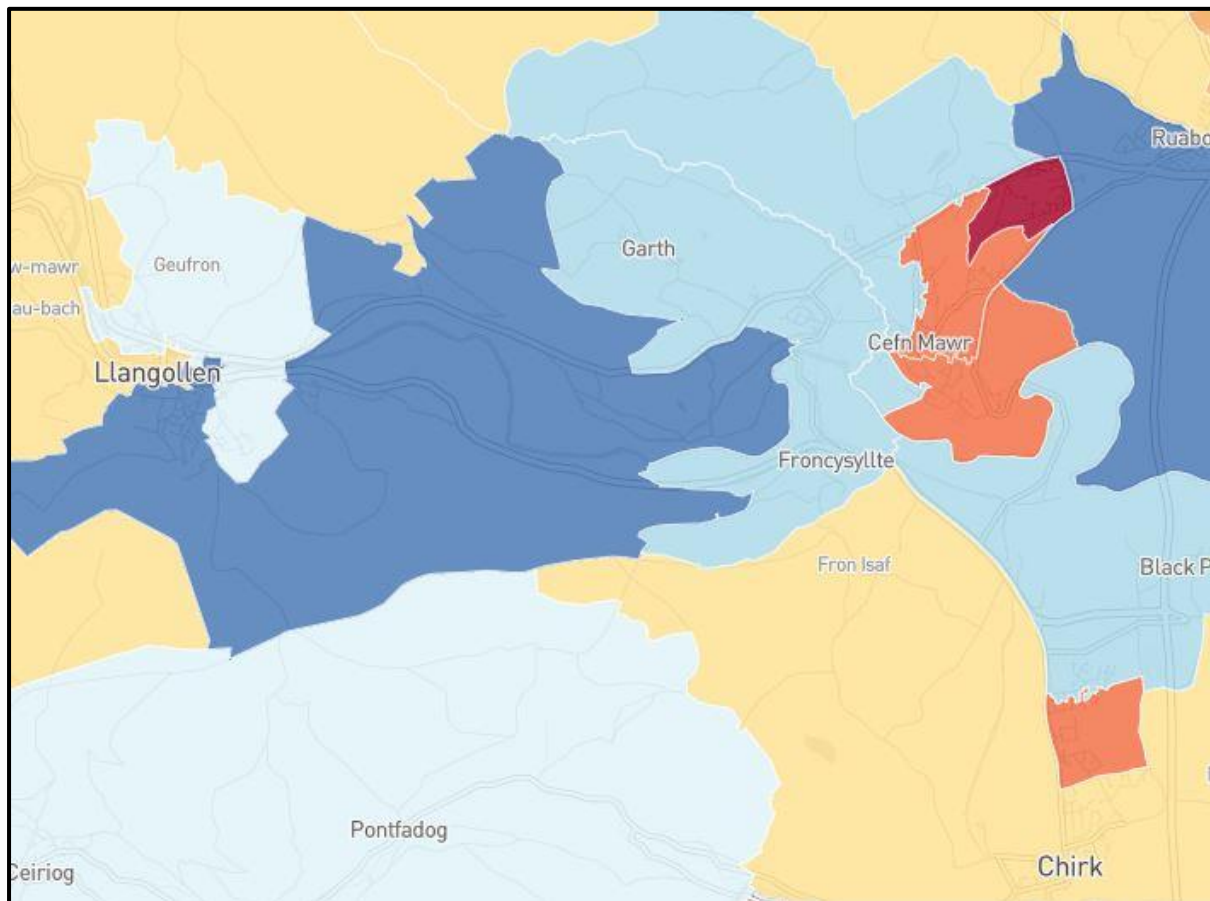 Ruabo
Garth
Geufron
w-mawr
au-bach
Cefn Mawr
Llangollen
Froncysyllte
Fron Isaf
Black P
Pontfadog
Chirk
Ceiriog